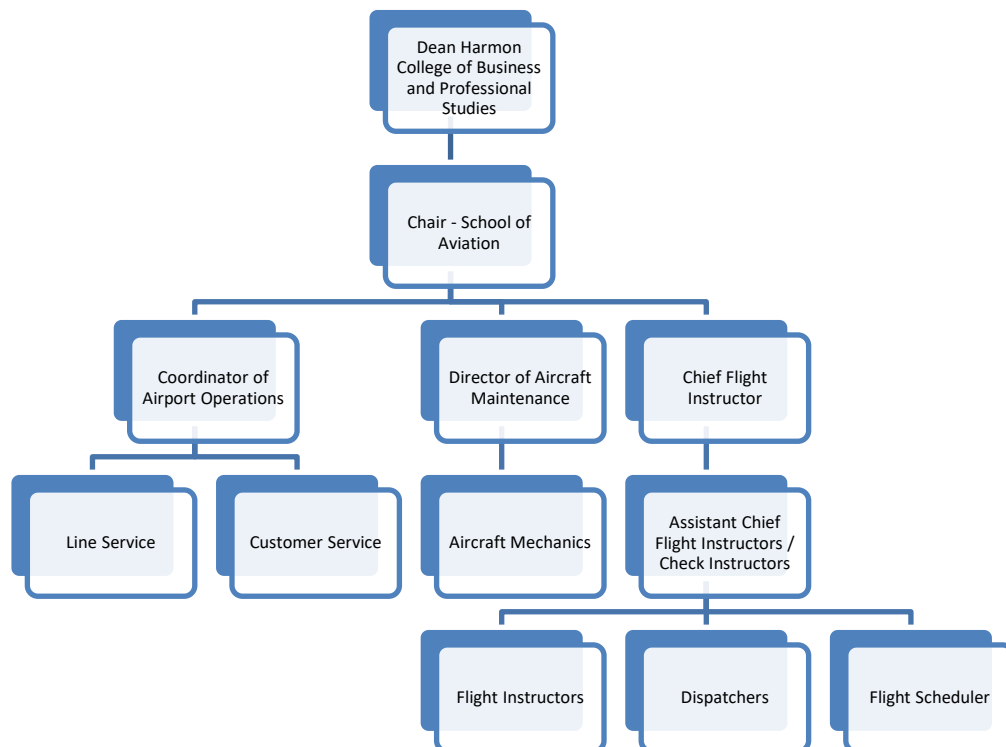 Dean Harmon
College of Business
and Professional
Studies
Chair - School of
Aviation
Coordinator of
Airport Operations
Director of Aircraft
Maintenance
Chief Flight
Instructor
Line Service
Customer Service
Aircraft Mechanics
Assistant Chief
Flight Instructors /
Check Instructors
Flight Instructors
Dispatchers
Flight Scheduler